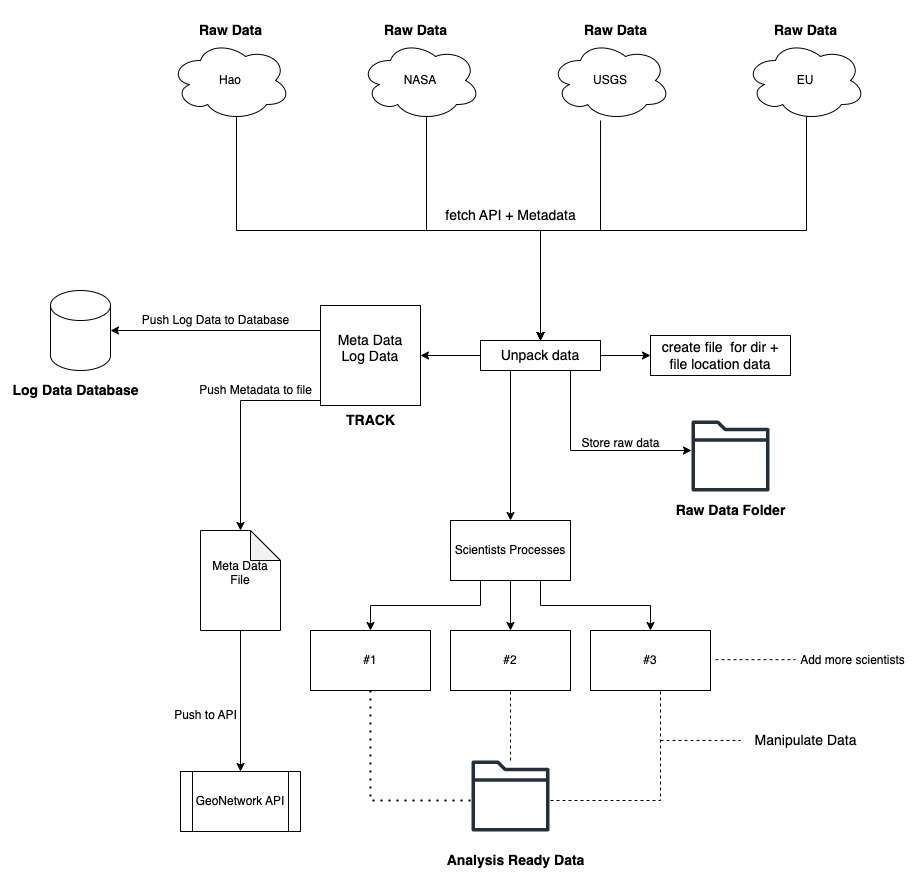 Raw Data
Raw Data
Raw Data
Raw Data
Hao
NASA
USGS
EU
fetch API + Metadata
Push Log Data to Database
Meta Data
Log Data
Unpack data
create file for dir +
file location data
Log Data Database
Push Metadata to file
TRACK
Store raw data
Raw Data Folder
Meta Data
File
Scientists Processes
#1
#2
#3
Add more scientists
Push to API
Manipulate Data
GeoNetwork API
Analysis Ready Data